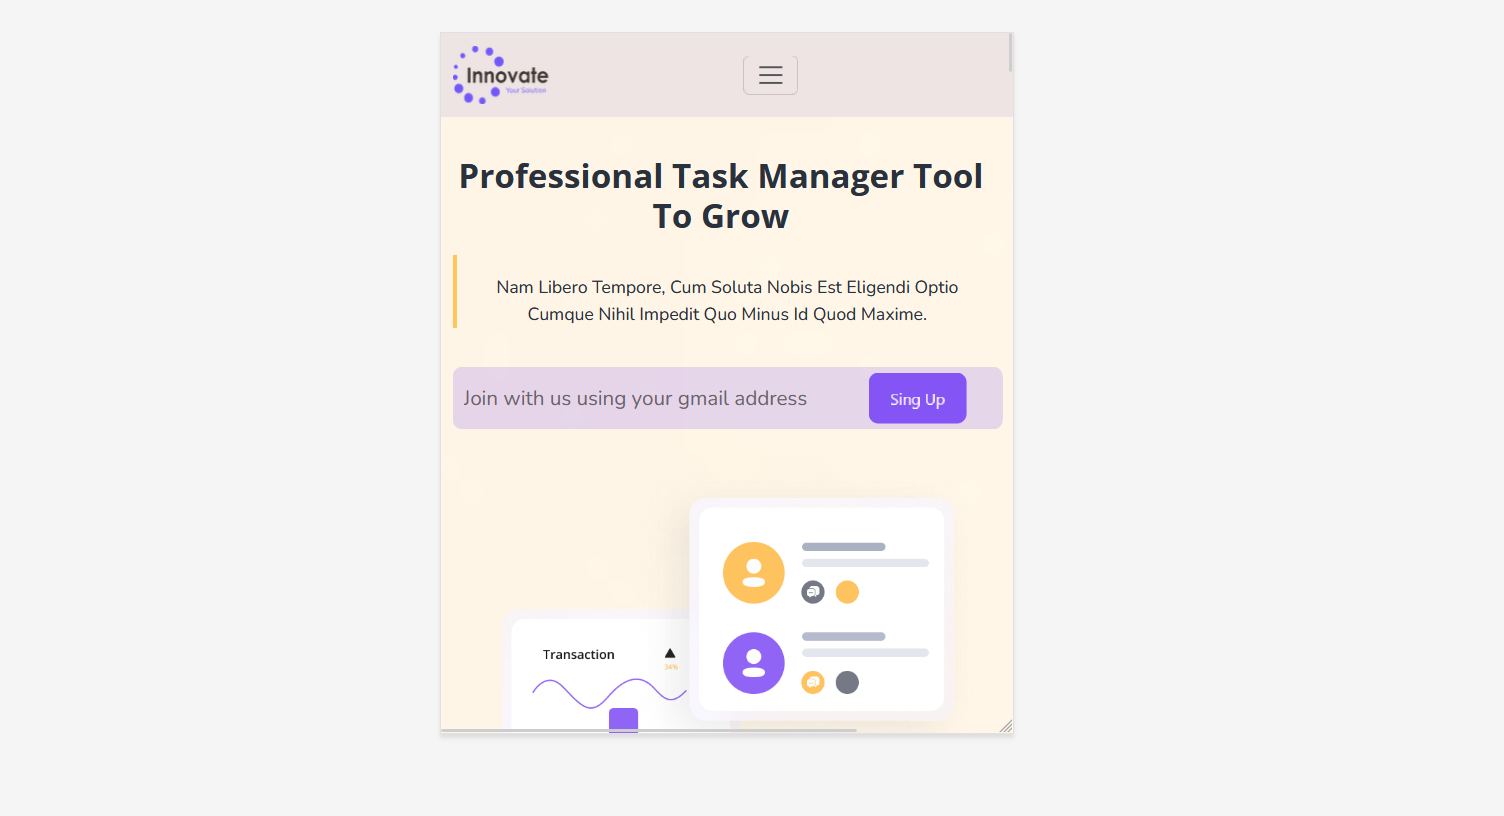 Innovate
Your Solution
Professional Task Manager Tool
To Grow
Nam Libero Tempore, Cum Soluta Nobis Est Eligendi Optio
Cumque Nihil Impedit Quo Minus Id Quod Maxime.
Join with us using your gmail address
Sing Up
Transaction
34%